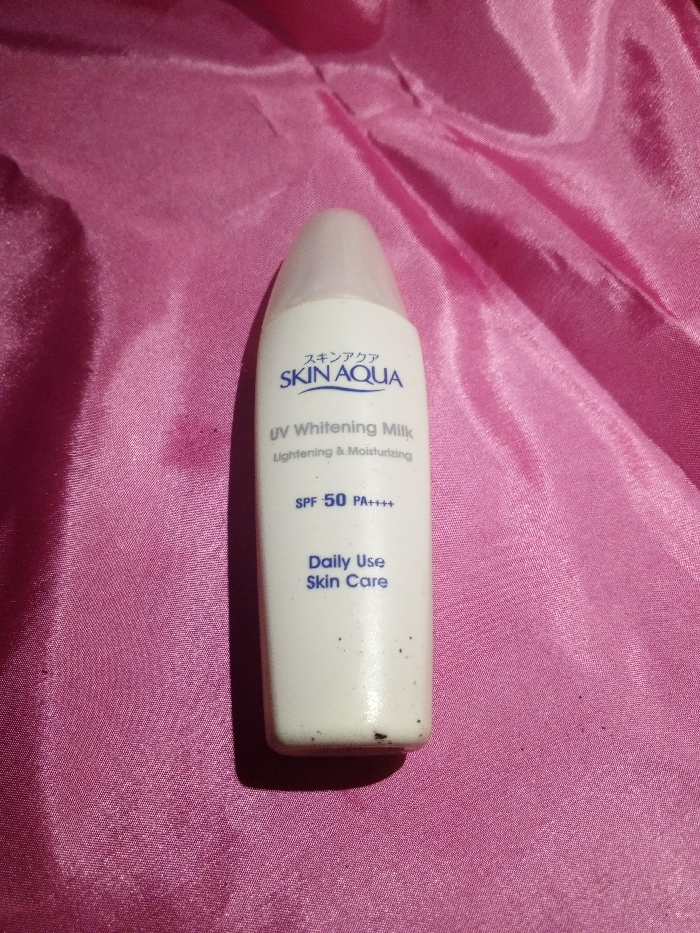 スキンアクア
SKIN AQUA
UV Whitening Milk
Lightening & Moisturizing
SPF 50 PA++++
Daily Use
Skin Care